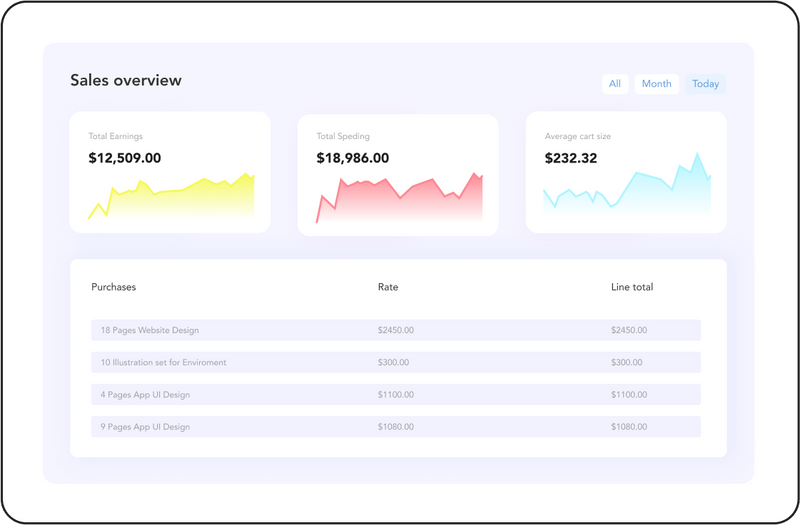 Sales overview
All Month Today
Total Earnings
$12,509.00
Total Speding
$18,986.00
Average cart size
$232.32
Purchases Rate Line total
18 Pages Website Design $2450.00 $2450.00
10 Illustration set for Enviroment $300.00 $300.00
4 Pages App UI Design $1100.00 $1100.00
9 Pages App UI Design $1080.00 $1080.00